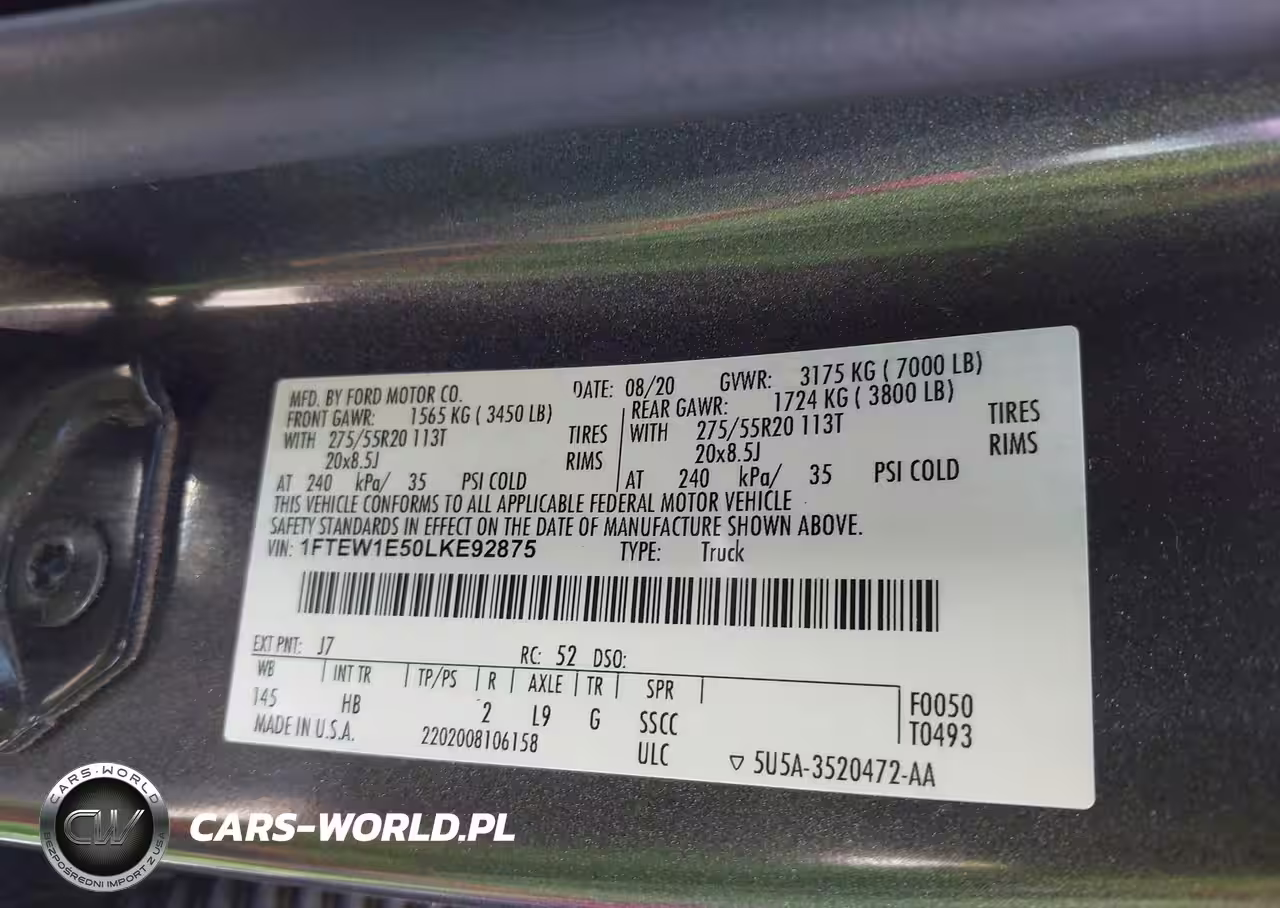 MFD. BY FORD MOTOR CO. DATE: 08/20 GVWR: 3175 KG ( 7000 LB)
FRONT GAWR: 1565 KG ( 3450 LB) REAR GAWR: 1724 KG ( 3800 LB)
WITH 275/55R20 113T TIRES WITH 275/55R20 113T TIRES
20x8.5J RIMS 20x8.5J RIMS
AT 240 kPa/ 35 PSI COLD AT 240 kPa/ 35 PSI COLD
THIS VEHICLE CONFORMS TO ALL APPLICABLE FEDERAL MOTOR VEHICLE
SAFETY STANDARDS IN EFFECT ON THE DATE OF MANUFACTURE SHOWN ABOVE.
VIN: 1FTEW1E50LKE92875 TYPE: Truck
EXT PNT: J7 RC: 52 DSO:
WB INT TR TP/PS R AXLE TR SPR
145 HB 2 L9 G SSCC F0050
MADE IN U.S.A. 2202008106158 ULC T0493
▽ 5U5A-3520472-AA
CARS-WORLD
CW
BEZPOŚREDNI IMPORT Z USA
CARS-WORLD.PL